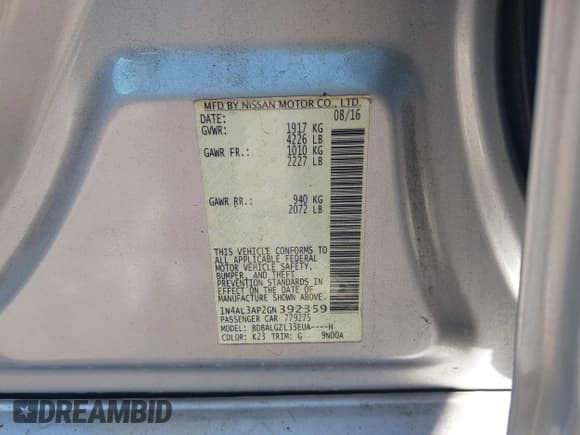 MFD BY NISSAN MOTOR CO., LTD.
DATE: 08/16
GVWR: 1917 KG
4226 LB
GAWR FR.: 1010 KG
2227 LB
GAWR RR.: 940 KG
2072 LB
THIS VEHICLE CONFORMS TO
ALL APPLICABLE FEDERAL
MOTOR VEHICLE SAFETY,
BUMPER, AND THEFT
PREVENTION STANDARDS IN
EFFECT ON THE DATE OF
MANUFACTURE SHOWN ABOVE.
1N4AL3AP2GN392359
PASSENGER CAR 779275
MODEL: BDBALGZL33EUA----H
COLOR: K23 TRIM: G 9N00A
DREAMBID